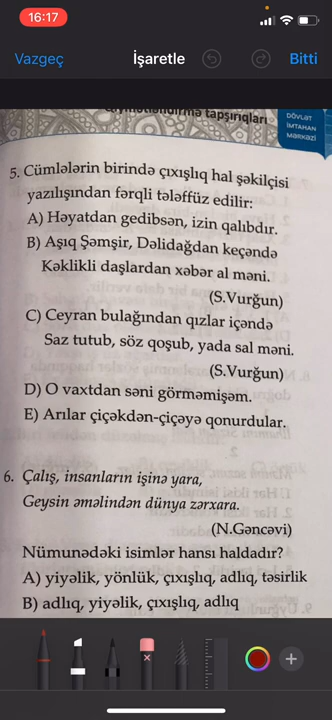 16:17
Vazgeç
İşaretle
Bitti
tapşırıqları
DÖVLƏT
İMTAHAN
MƏRKƏZİ
5. Cümlələrin birində çıxışlıq hal şəkilçisi
yazılışından fərqli tələffüz edilir:
A) Həyatdan gedibsən, izin qalıbdır.
B) Aşıq Şəmşir, Dəlidağdan keçəndə
Kəklikli daşlardan xəbər al məni.
(S.Vurğun)
C) Ceyran bulağından qızlar içəndə
Saz tutub, söz qoşub, yada sal məni.
(S.Vurğun)
D) O vaxtdan səni görməmişəm.
E) Arılar çiçəkdən-çiçəyə qonurdular.
6. Çalış, insanların işinə yara,
Geysin əməlindən dünya zərxara.
(N.Gəncəvi)
Nümunədəki isimlər hansı haldadır?
A) yiyəlik, yönlük, çıxışlıq, adlıq, təsirlik
B) adlıq, yiyəlik, çıxışlıq, adlıq